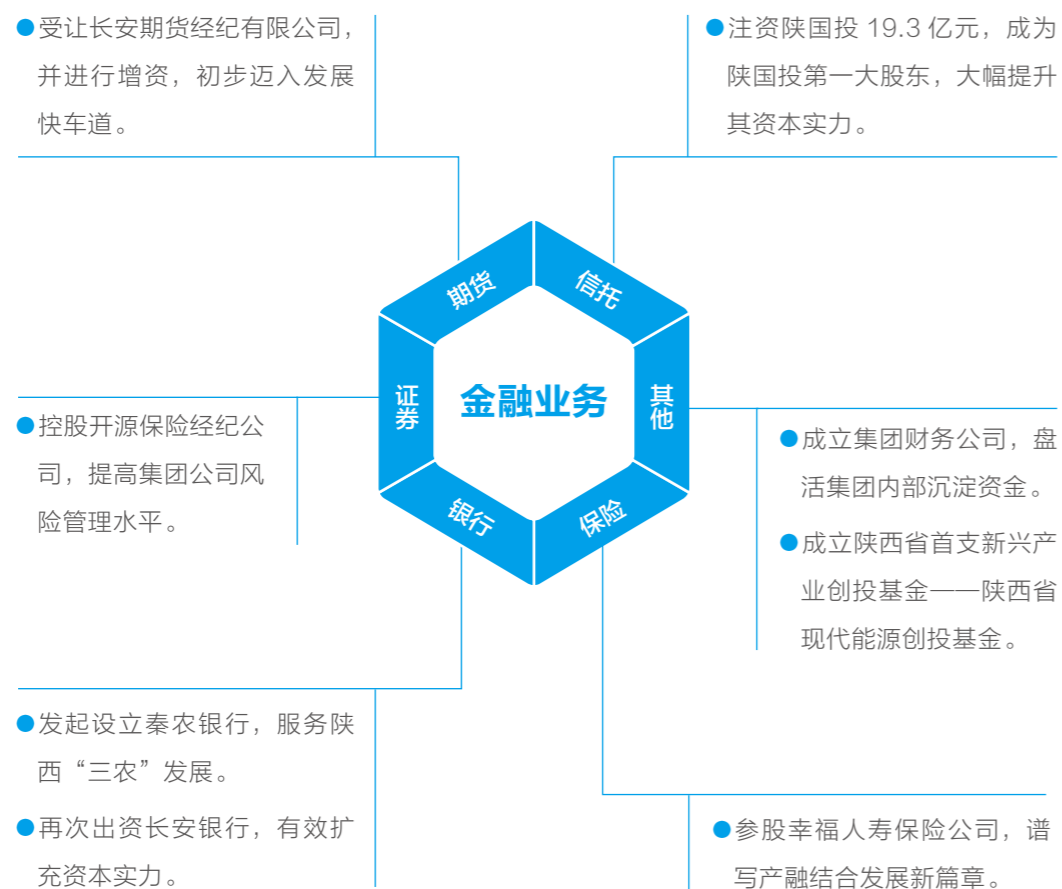 ●受让长安期货经纪有限公司，
并进行增资，初步迈入发展
快车道。
●注资陕国投 19.3 亿元，成为
陕国投第一大股东，大幅提升
其资本实力。
期货
信托
证券
金融业务
其他
银行
保险
●控股开源保险经纪公
司，提高集团公司风
险管理水平。
●成立集团财务公司，盘
活集团内部沉淀资金。
●成立陕西省首支新兴产
业创投基金——陕西省
现代能源创投基金。
●发起设立秦农银行，服务陕
西“三农”发展。
●再次出资长安银行，有效扩
充资本实力。
●参股幸福人寿保险公司，谱
写产融结合发展新篇章。